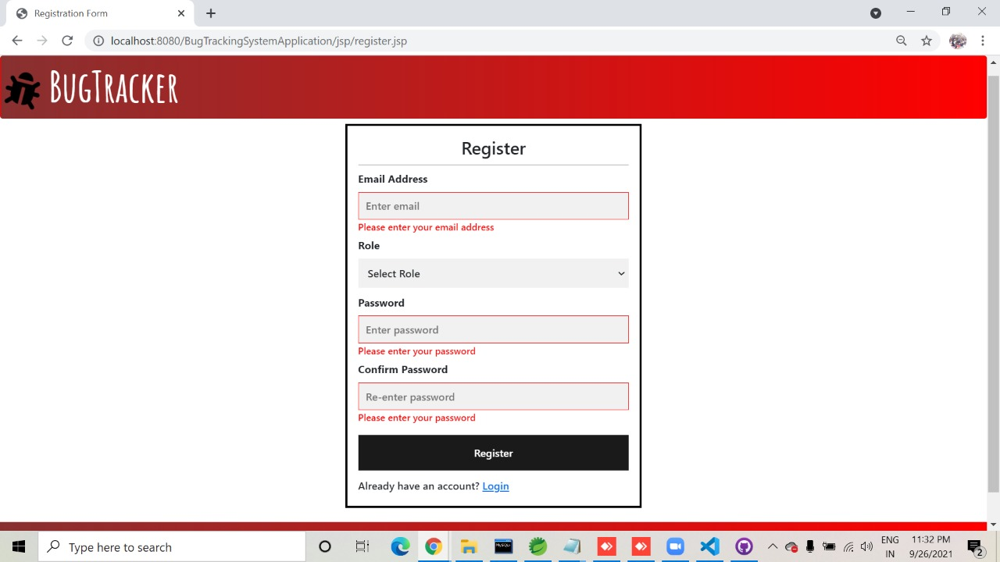 Registration Form
localhost:8080/BugTrackingSystemApplication/jsp/register.jsp
BugTracker
Register
Email Address
Enter email
Please enter your email address
Role
Select Role
Password
Enter password
Please enter your password
Confirm Password
Re-enter password
Please enter your password
Register
Already have an account? Login
Type here to search
MySQL
ENG
IN
11:32 PM
9/26/2021
2